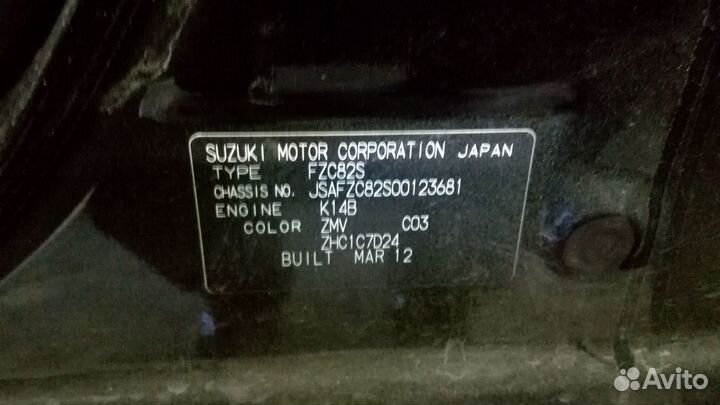 SUZUKI MOTOR CORPORATION JAPAN
TYPE FZC82S
CHASSIS NO. JSAFZC82S00123681
ENGINE K14B
COLOR ZMV C03
ZHC1C7D24
BUILT MAR 12
Avito